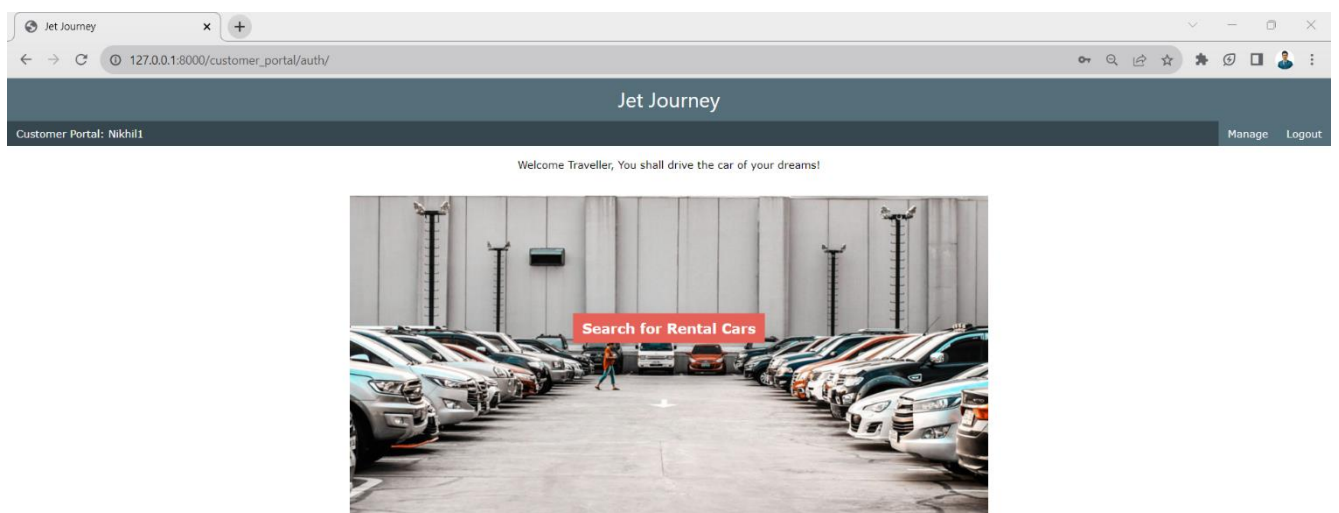 Jet Journey
127.0.0.1:8000/customer_portal/auth/
Jet Journey
Customer Portal: Nikhil1
Manage Logout
Welcome Traveller, You shall drive the car of your dreams!
Search for Rental Cars